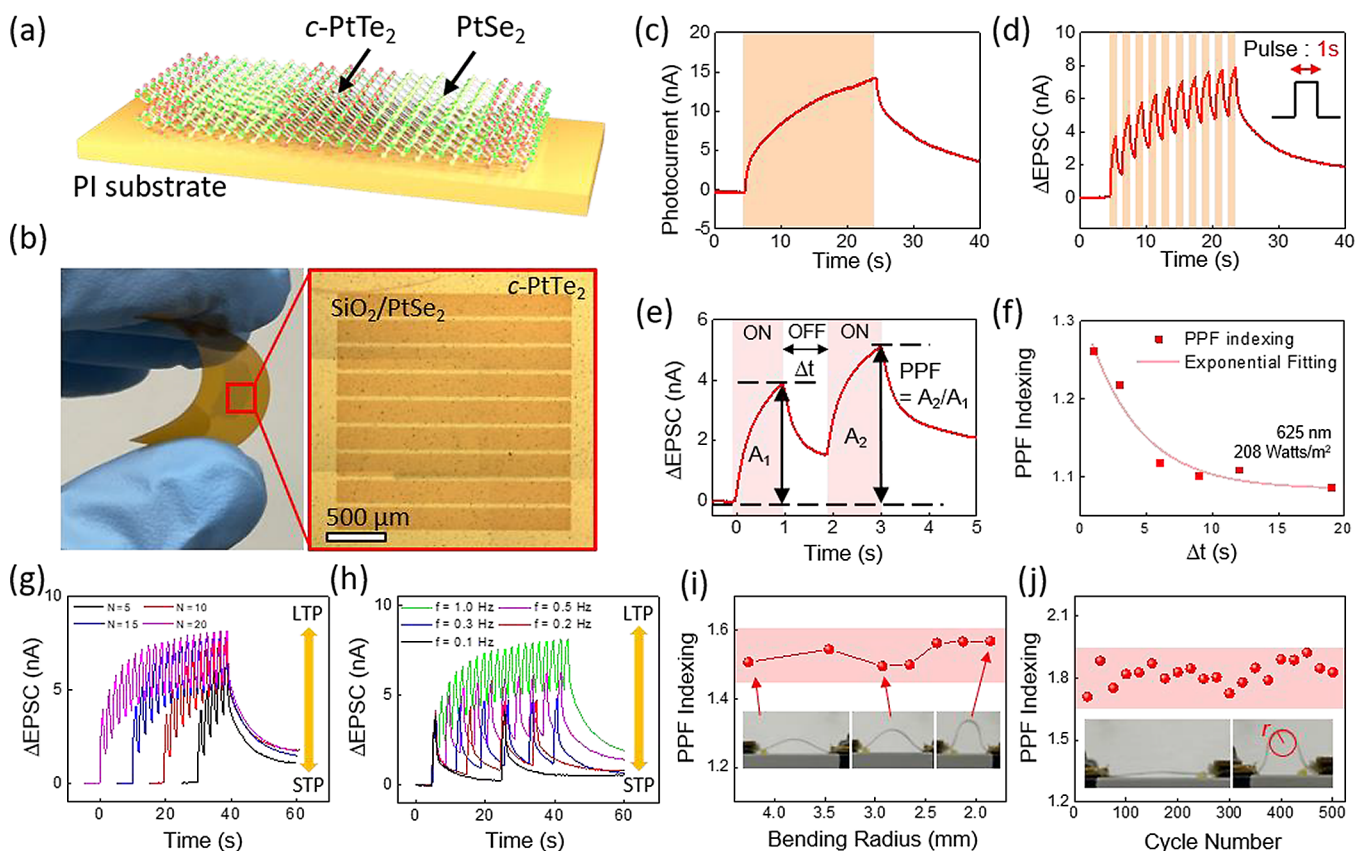 (a)
c-PtTe2
PtSe2
PI substrate
(b)
c-PtTe2
SiO2/PtSe2
500 μm
(c)
Photocurrent (nA)
20
15
10
5
0
-5
0 10 20 30 40
Time (s)
(d)
Pulse : 1s
ΔEPSC (nA)
10
8
6
4
2
0
0 10 20 30 40
Time (s)
(e)
ON OFF ON
Δt
PPF
= A2/A1
A1
A2
ΔEPSC (nA)
6
4
2
0
0 1 2 3 4 5
Time (s)
(f)
PPF indexing
Exponential Fitting
625 nm
208 Watts/m²
PPF Indexing
1.3
1.2
1.1
1.0
0 5 10 15 20
Δt (s)
(g)
N = 5 N = 10
N = 15 N = 20
LTP
STP
ΔEPSC (nA)
10
5
0
0 20 40 60
Time (s)
(h)
f = 1.0 Hz f = 0.5 Hz
f = 0.3 Hz f = 0.2 Hz
f = 0.1 Hz
LTP
STP
ΔEPSC (nA)
10
5
0
0 20 40 60
Time (s)
(i)
PPF Indexing
1.7
1.6
1.4
1.2
4.0 3.5 3.0 2.5 2.0
Bending Radius (mm)
(j)
r
PPF Indexing
2.1
1.8
1.5
1.2
0 100 200 300 400 500
Cycle Number